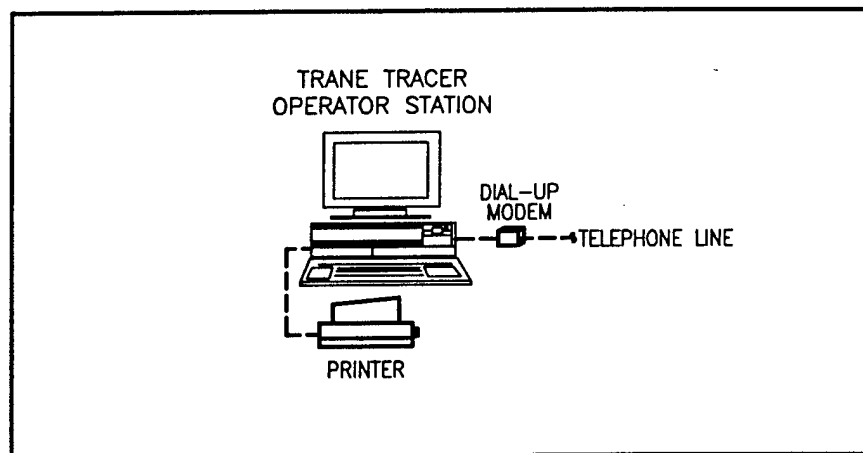 TRANE TRACER
OPERATOR STATION
DIAL-UP
MODEM
TELEPHONE LINE
PRINTER